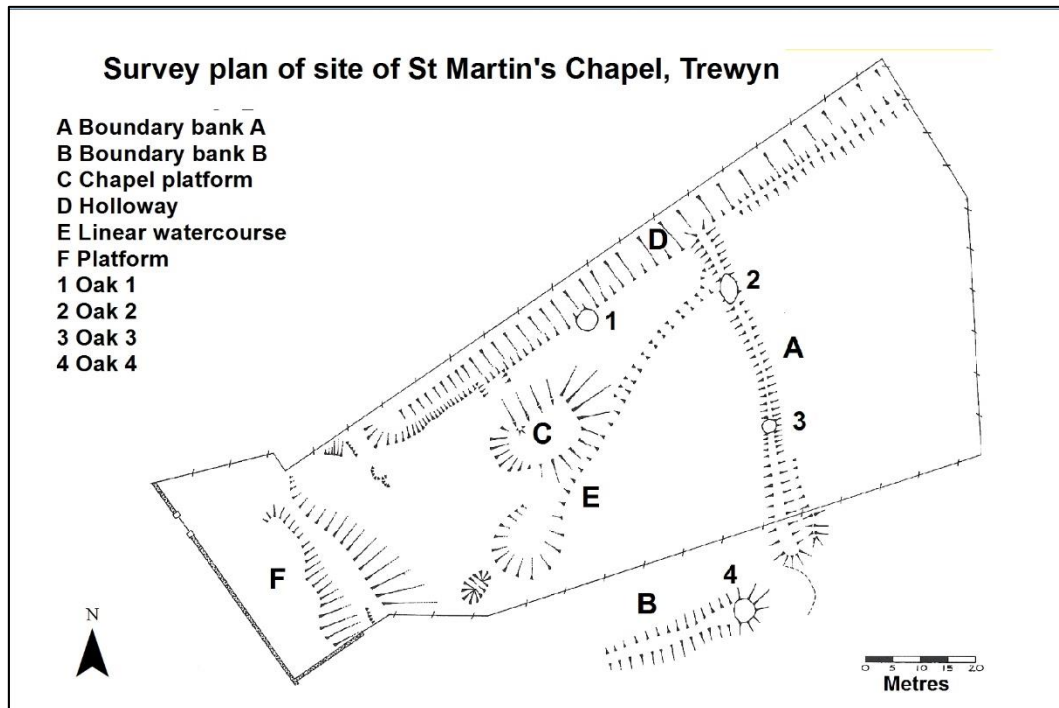 Survey plan of site of St Martin's Chapel, Trewyn
A Boundary bank A
B Boundary bank B
C Chapel platform
D Holloway
E Linear watercourse
F Platform
1 Oak 1
2 Oak 2
3 Oak 3
4 Oak 4
D
2
1
A
C
3
E
4
F
B
N
0 5 10 15 20
Metres